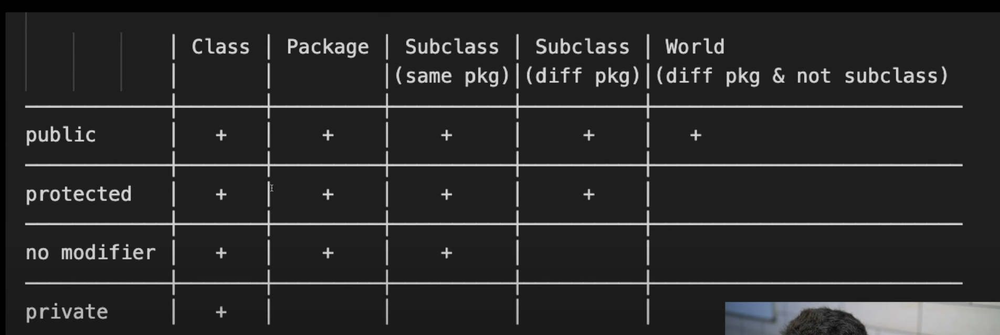 | Class | Package | Subclass | Subclass | World
| | |(same pkg)|(diff pkg)|(diff pkg & not subclass)
public | + | + | + | + | +
protected | + | + | + | + |
no modifier | + | + | + | |
private | + | | | |